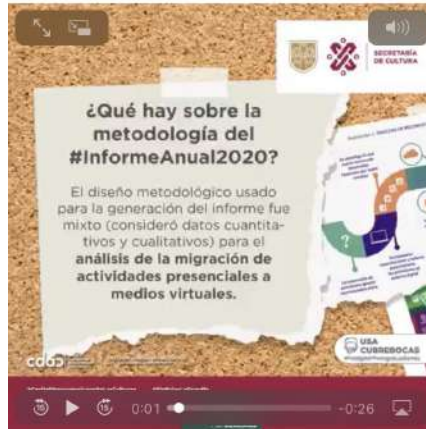 SECRETARÍA
DE CULTURA
¿Qué hay sobre la
metodología del
#InformeAnual2020?
El diseño metodológico usado
para la generación del informe fue
mixto (consideró datos cuantita-
tivos y cualitativos) para el
análisis de la migración de
actividades presenciales a
medios virtuales.
USA
CUBREBOCAS
15
15
0:01
-0:26